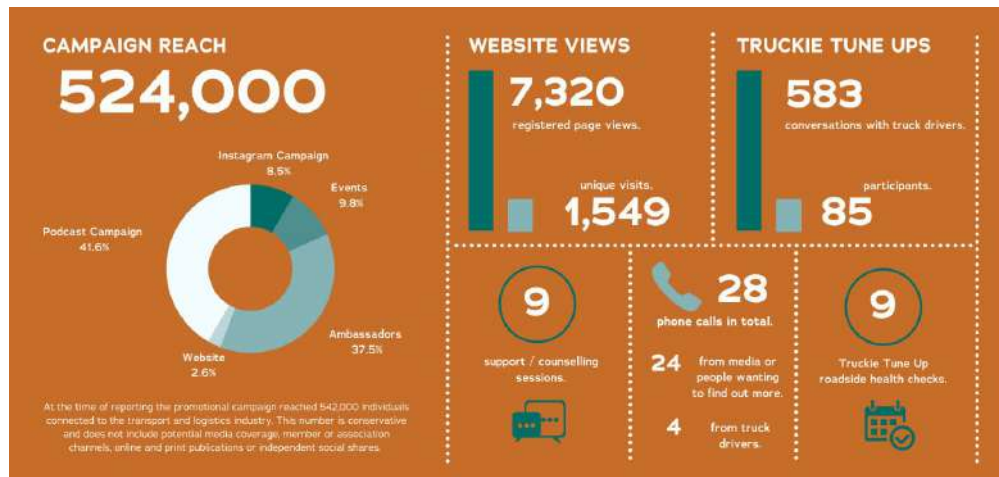 CAMPAIGN REACH
524,000
Instagram Campaign
8.5%
Events
9.8%
Podcast Campaign
41.6%
Ambassadors
37.5%
Website
2.6%
At the time of reporting the promotional campaign reached 542,000 individuals
connected to the transport and logistics industry. This number is conservative
and does not include potential media coverage, member or association
channels, online and print publications or independent social shares.
WEBSITE VIEWS
7,320
registered page views.
unique visits.
1,549
TRUCKIE TUNE UPS
583
conversations with truck drivers.
participants.
85
9
support / counselling
sessions.
28
phone calls in total.
24 from media or
people wanting
to find out more.
4 from truck
drivers.
9
Truckie Tune Up
roadside health checks.